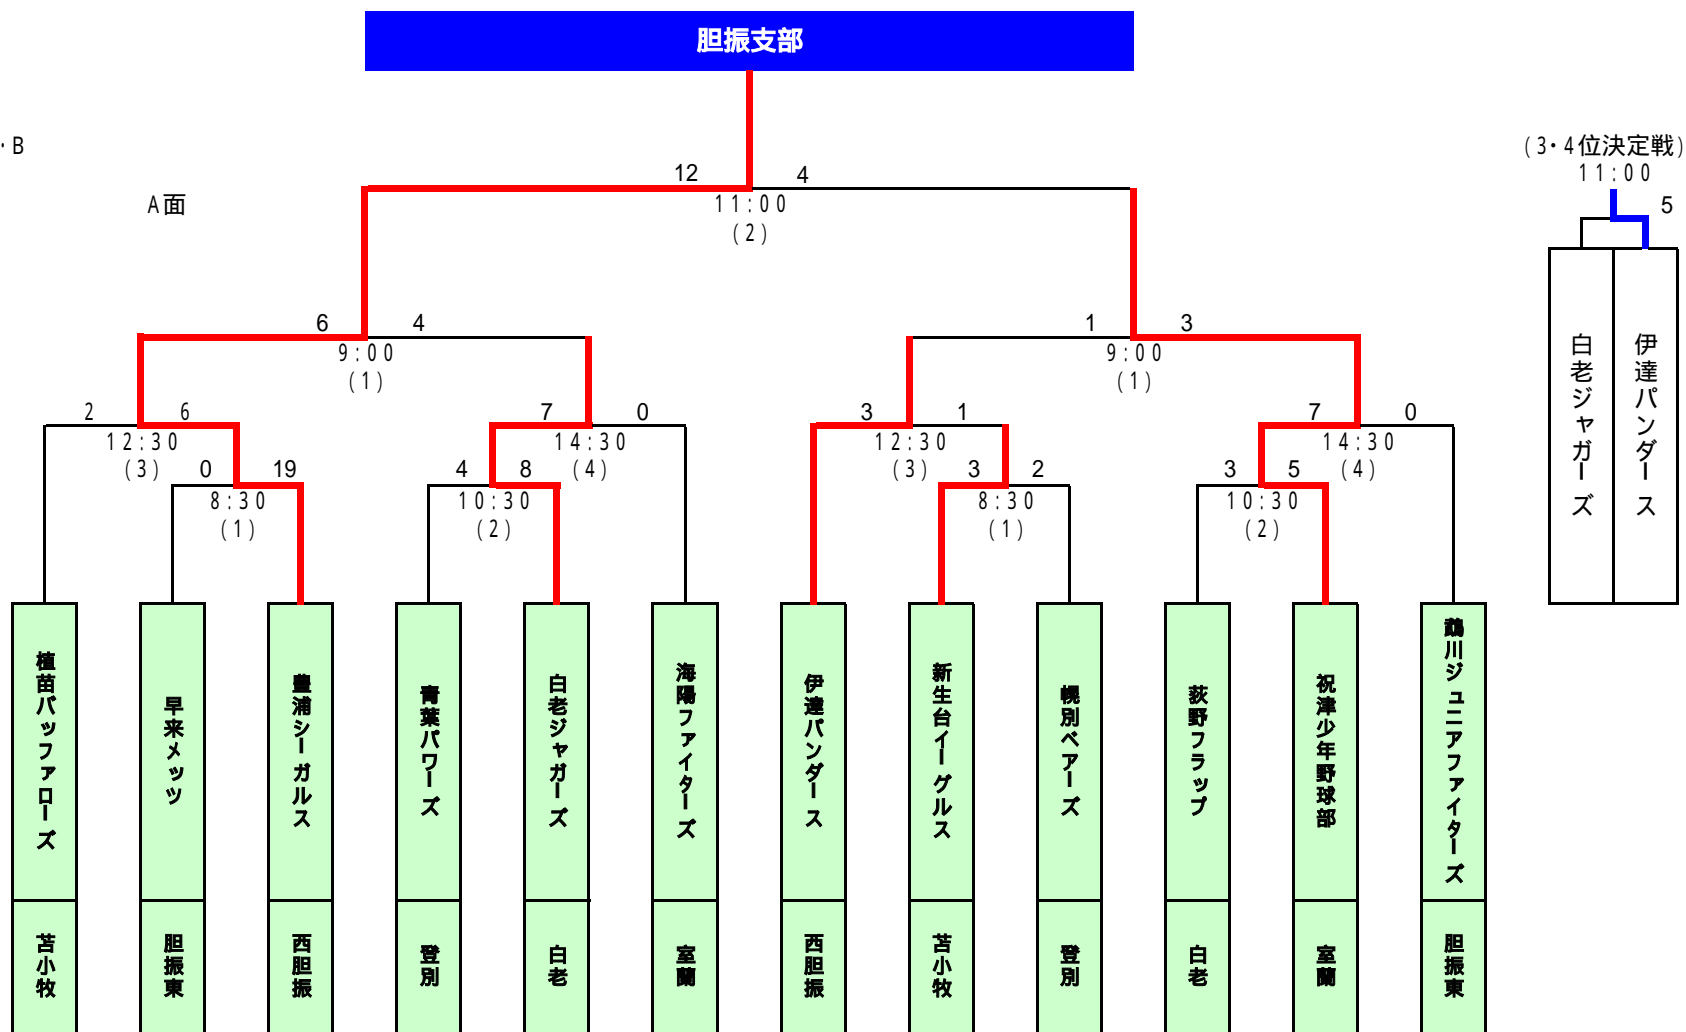 胆振支部
・B
(3・4位決定戦)
11:00
5
A面
12
4
11:00
(2)
6
4
9:00
(1)
1
3
9:00
(1)
2
6
12:30
(3)
7
0
14:30
(4)
3
1
12:30
(3)
7
0
14:30
(4)
0
19
8:30
(1)
4
8
10:30
(2)
3
2
8:30
(1)
3
5
10:30
(2)
白老ジャガーズ
伊達パンダース
植苗バッファローズ
早来メッツ
豊浦シーガルス
青葉パワーズ
白老ジャガーズ
海陽ファイターズ
伊達パンダース
新生台イーグルス
幌別ベアーズ
荻野フラップ
祝津少年野球部
鵡川ジュニアファイターズ
苫小牧
胆振東
西胆振
登別
白老
室蘭
西胆振
苫小牧
登別
白老
室蘭
胆振東